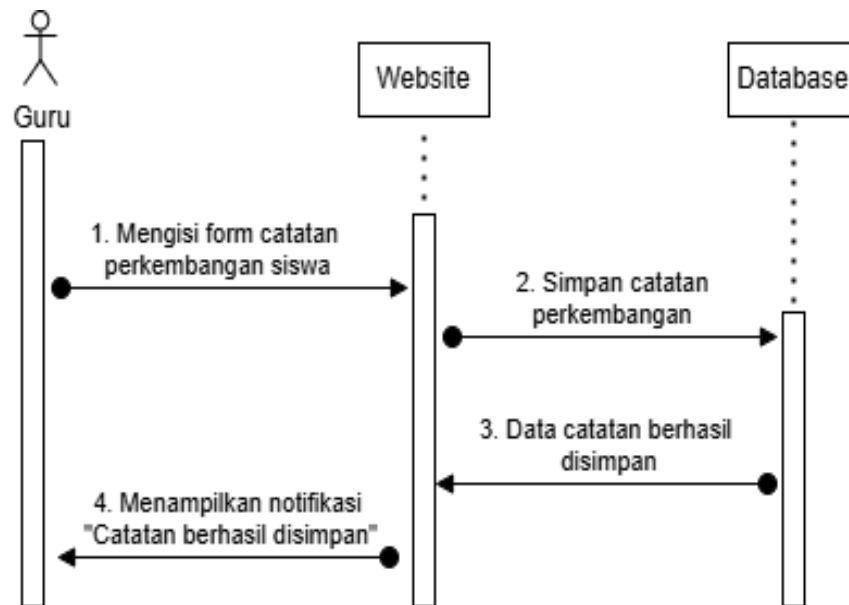 Guru
Website
Database
1. Mengisi form catatan
perkembangan siswa
2. Simpan catatan
perkembangan
3. Data catatan berhasil
disimpan
4. Menampilkan notifikasi
"Catatan berhasil disimpan"